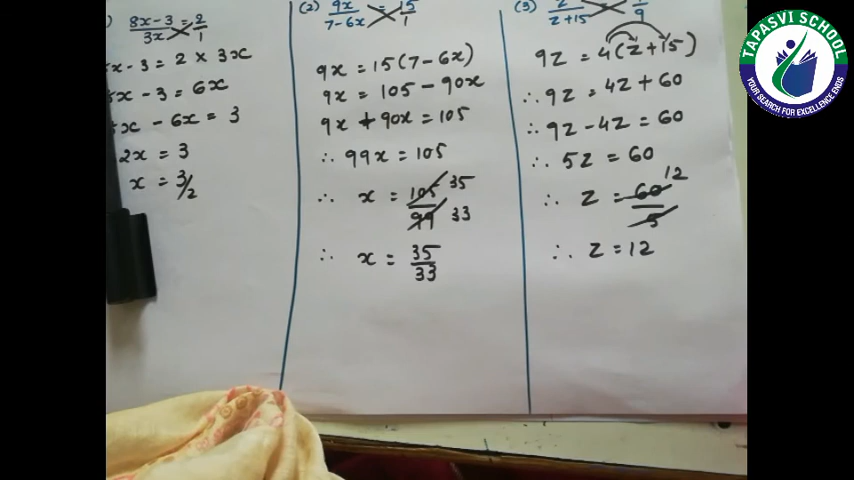 ) 8x-3/3x = 2/1
x - 3 = 2 × 3x
x - 3 = 6x
x - 6x = 3
2x = 3
x = 3/2
(2) 9x/7-6x = 15/1
9x = 15(7-6x)
9x = 105 - 90x
9x + 90x = 105
∴ 99x = 105
∴ x = 105/99 35 33
∴ x = 35/33
(3) z/z+15 /9
9z = 4(z+15)
∴ 9z = 4z + 60
∴ 9z - 4z = 60
∴ 5z = 60
∴ z = 60/5 12
∴ z = 12
TAPASVI SCHOOL
YOUR SEARCH FOR EXCELLENCE ENDS